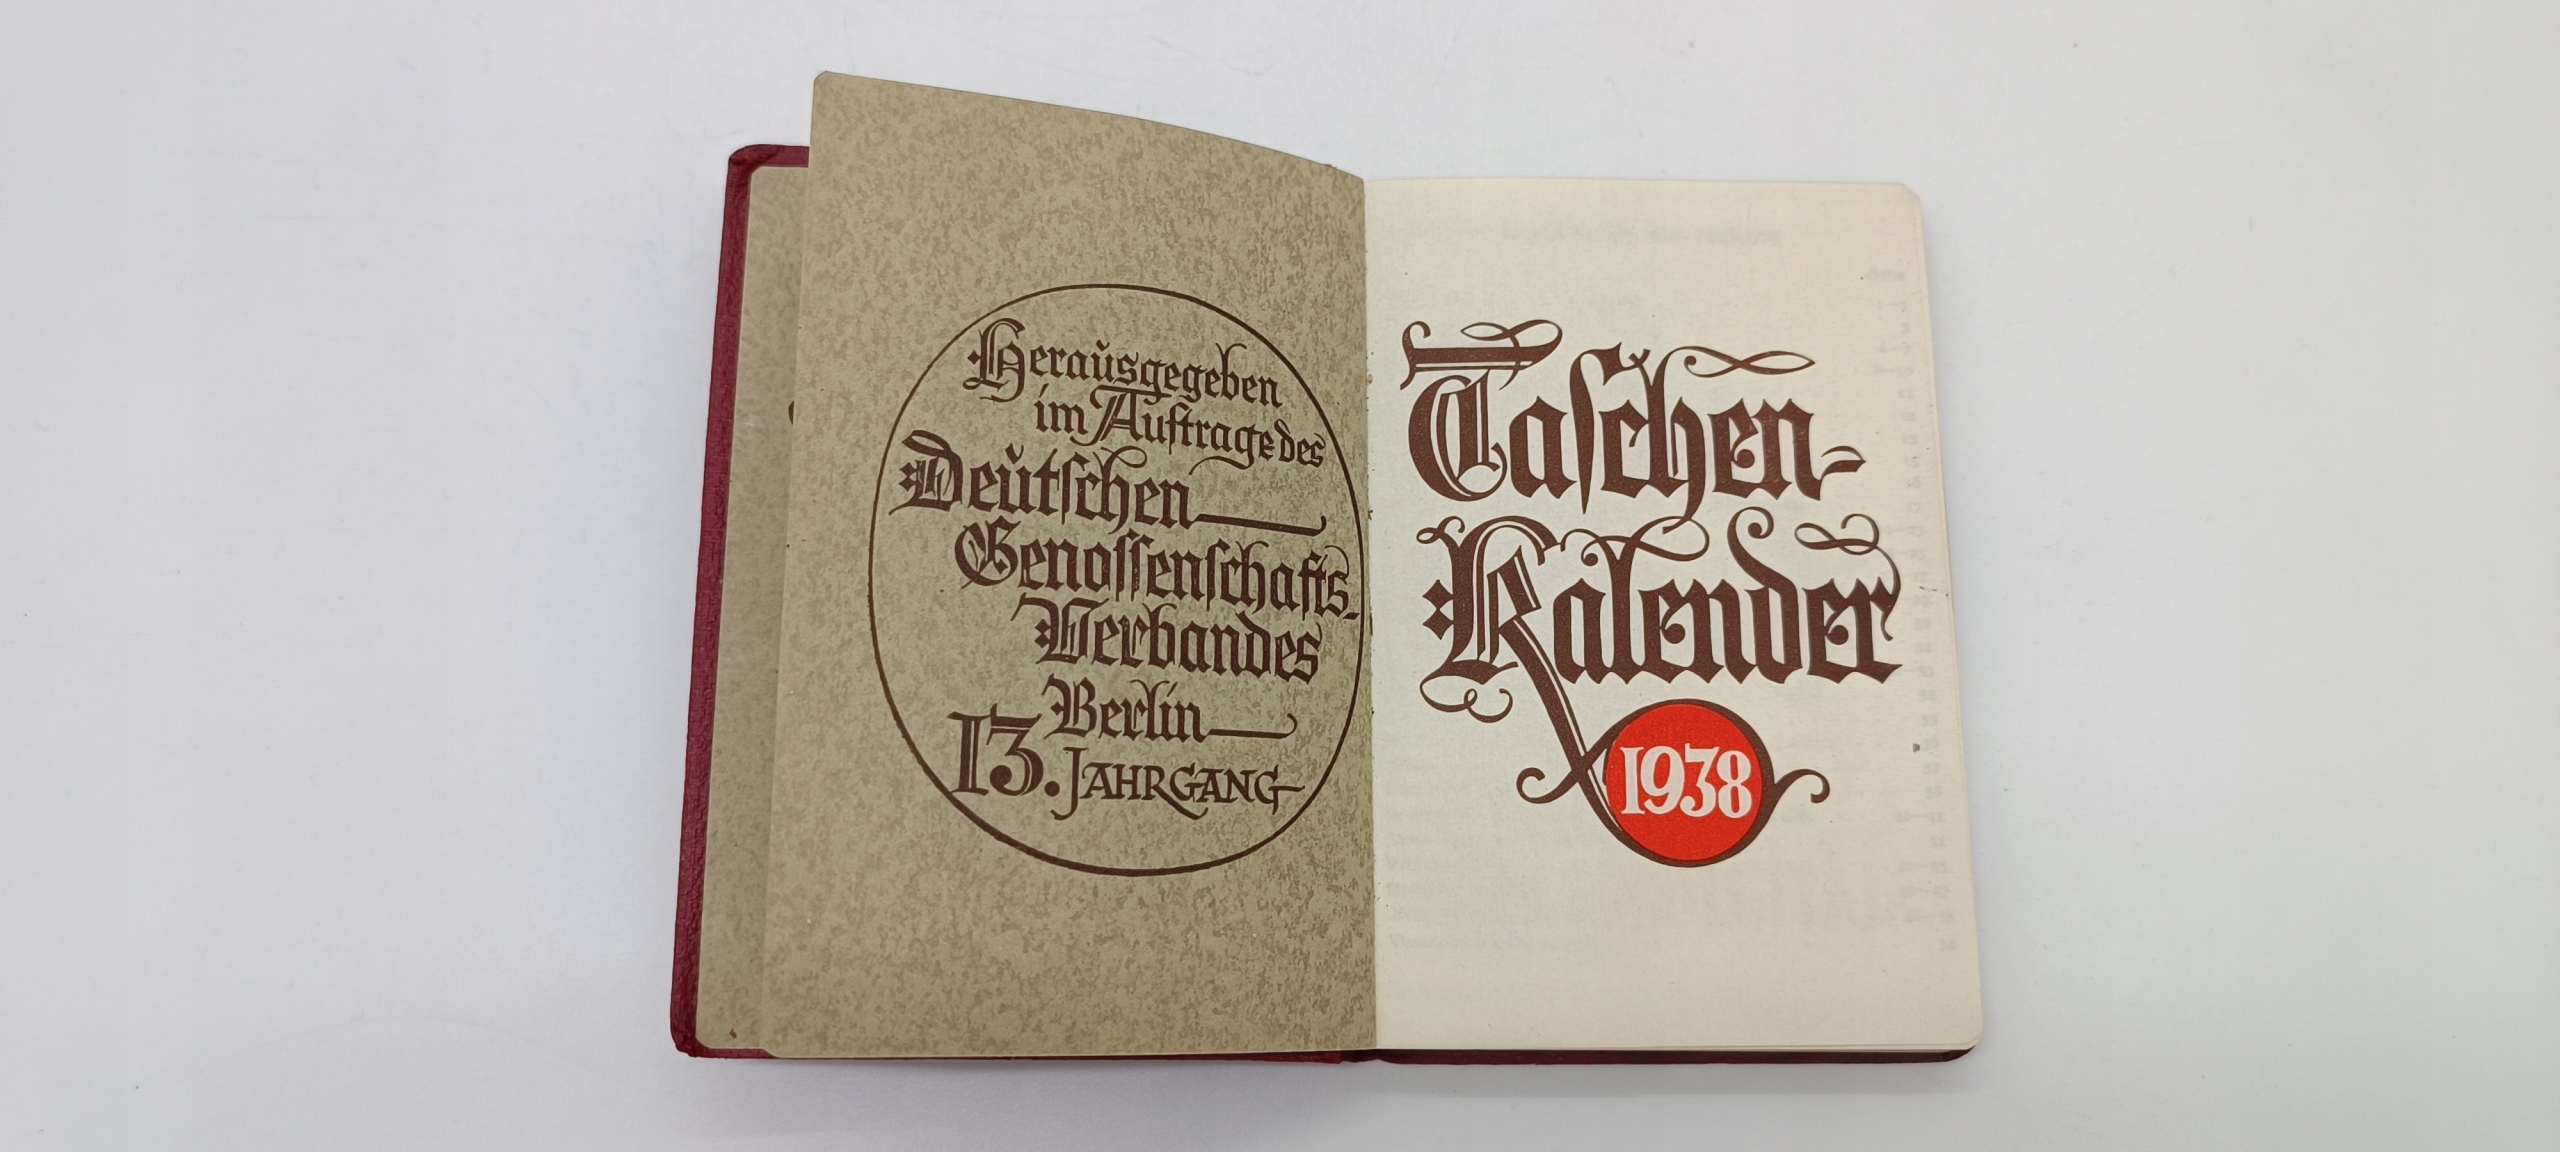 Herausgegeben
im Auftrage des
Deutſchen
Genoſſenſchafts-
Verbandes
Berlin
13. JAHRGANG
Taſchen-
Kalender
1938